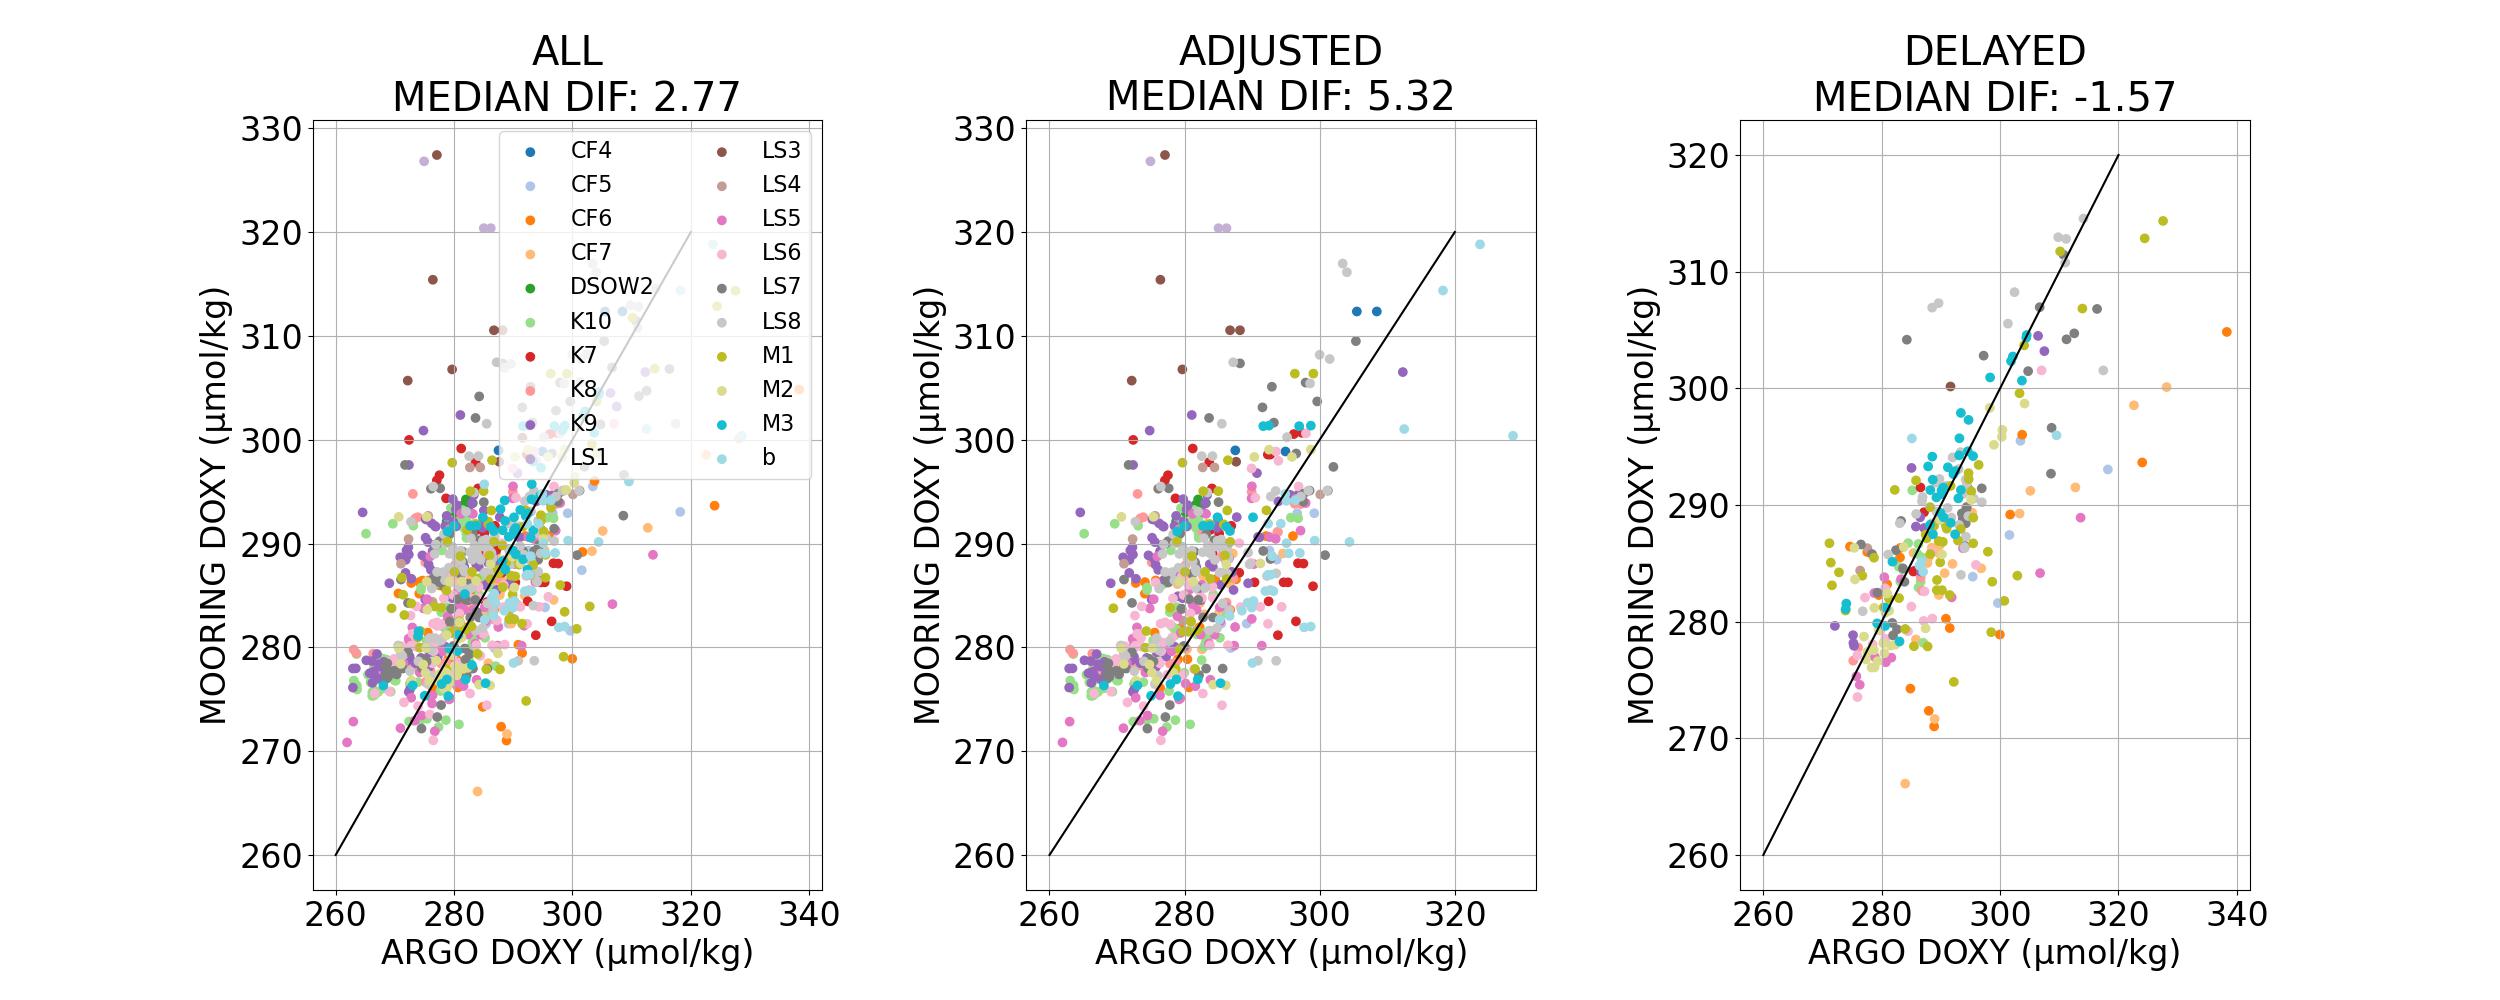 ALL
MEDIAN DIF: 2.77
MOORING DOXY (µmol/kg)
330
320
310
300
290
280
270
260
260 280 300 320 340
ARGO DOXY (µmol/kg)
CF4
CF5
CF6
CF7
DSOW2
K10
K7
K8
K9
LS1
LS3
LS4
LS5
LS6
LS7
LS8
M1
M2
M3
b
ADJUSTED
MEDIAN DIF: 5.32
MOORING DOXY (µmol/kg)
330
320
310
300
290
280
270
260
260 280 300 320
ARGO DOXY (µmol/kg)
DELAYED
MEDIAN DIF: -1.57
MOORING DOXY (µmol/kg)
320
310
300
290
280
270
260
260 280 300 320 340
ARGO DOXY (µmol/kg)